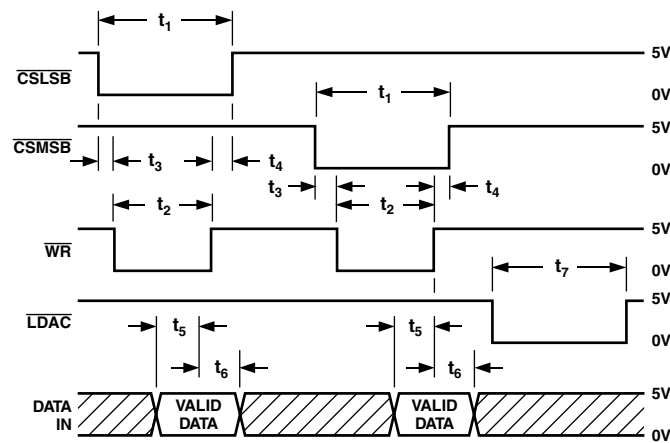 t1
5V
CSLSB
0V
t1
5V
CSMSB
0V
t3
t4
t3
t4
t2
t2
5V
WR
0V
t7
5V
LDAC
0V
t5
t5
t6
t6
5V
DATA IN
VALID DATA
VALID DATA
0V